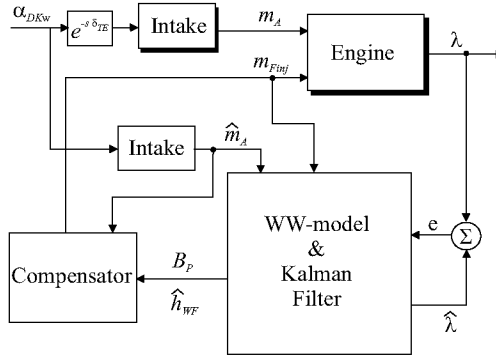 α_DKw
e^{-s δ_TE}
Intake
m_A
Engine
λ
m_Finj
Intake
m̂_A
WW-model
&
Kalman
Filter
e
Σ
Compensator
B_P
ĥ_WF
λ̂